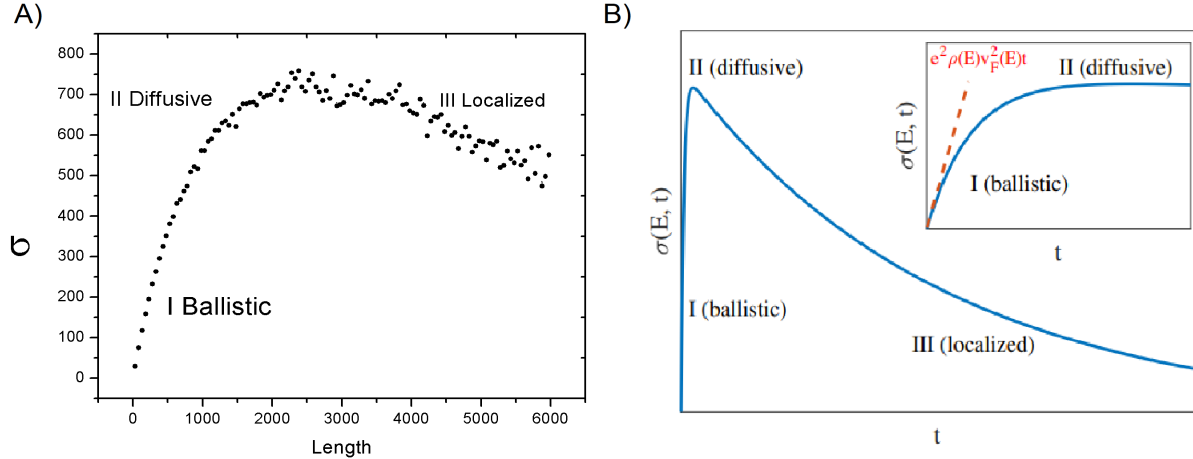 A)
800
700
600
500
400
300
200
100
0
σ
II Diffusive
III Localized
I Ballistic
0 1000 2000 3000 4000 5000 6000
Length
B)
σ(E, t)
II (diffusive)
I (ballistic)
III (localized)
t
e²ρ(E)v_F²(E)t
II (diffusive)
σ(E, t)
I (ballistic)
t